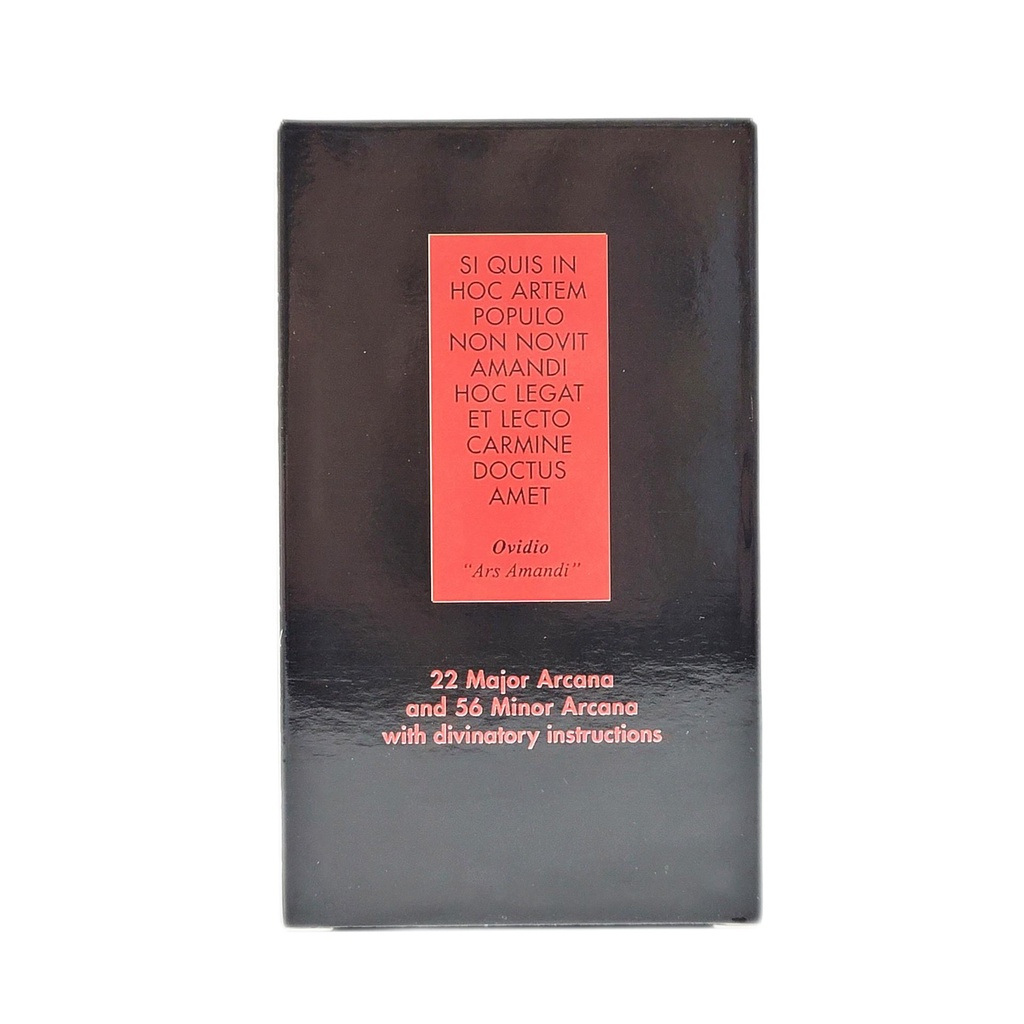 SI QUIS IN
HOC ARTEM
POPULO
NON NOVIT
AMANDI
HOC LEGAT
ET LECTO
CARMINE
DOCTUS
AMET
Ovidio
“Ars Amandi”
22 Major Arcana
and 56 Minor Arcana
with divinatory instructions